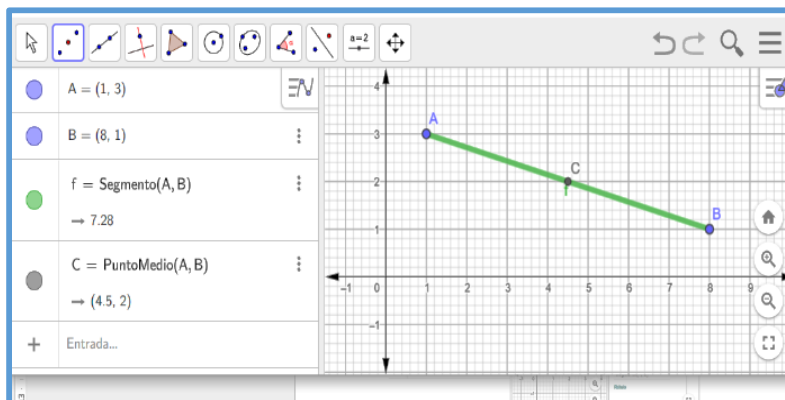 a=2
A = (1, 3)
B = (8, 1)
f = Segmento(A, B)
→ 7.28
C = PuntoMedio(A, B)
→ (4.5, 2)
+ Entrada...
4
3
2
1
−1
−1 0 1 2 3 4 5 6 7 8 9
A
C
f
B